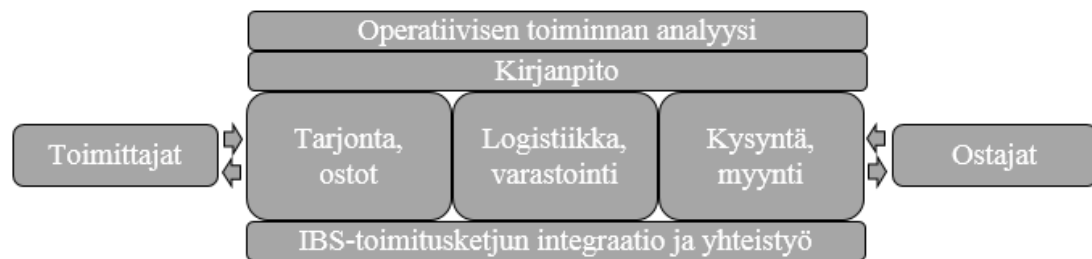 Operatiivisen toiminnan analyysi
Kirjanpito
Toimittajat
Tarjonta,
ostot
Logistiikka,
varastointi
Kysyntä,
myynti
Ostajat
IBS-toimitusketjun integraatio ja yhteistyö